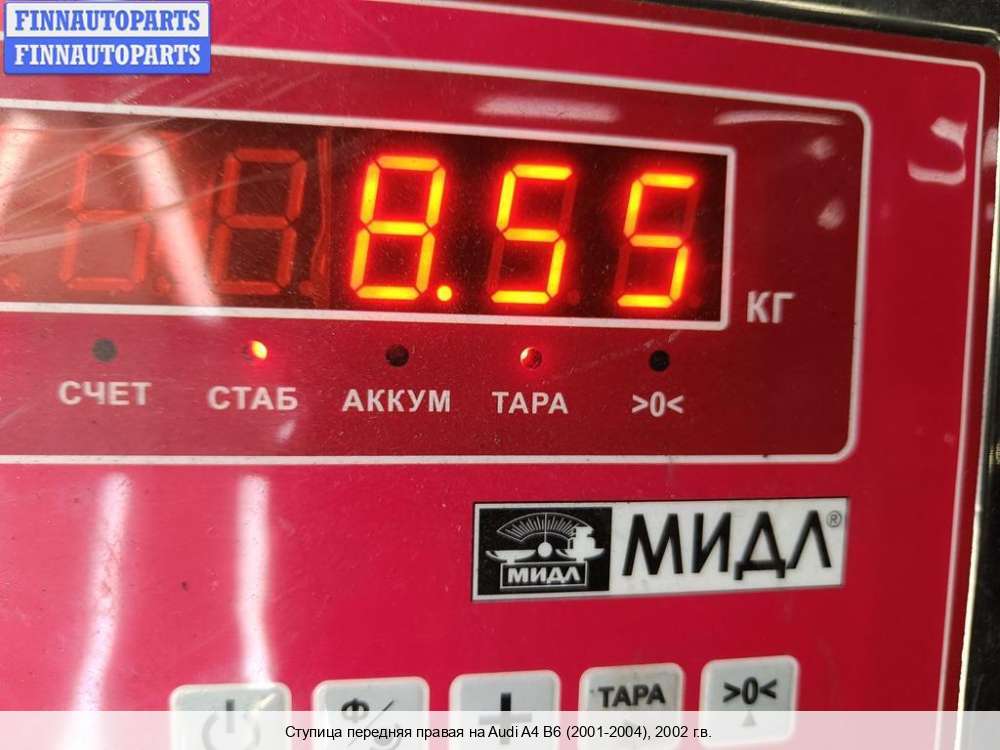 FINNAUTOPARTS
FINNAUTOPARTS
8.55
КГ
СЧЕТ СТАБ АККУМ ТАРА >0<
МИДЛ МИДЛ®
Ф/
+ ТАРА >0<
Ступица передняя правая на Audi A4 B6 (2001-2004), 2002 г.в.